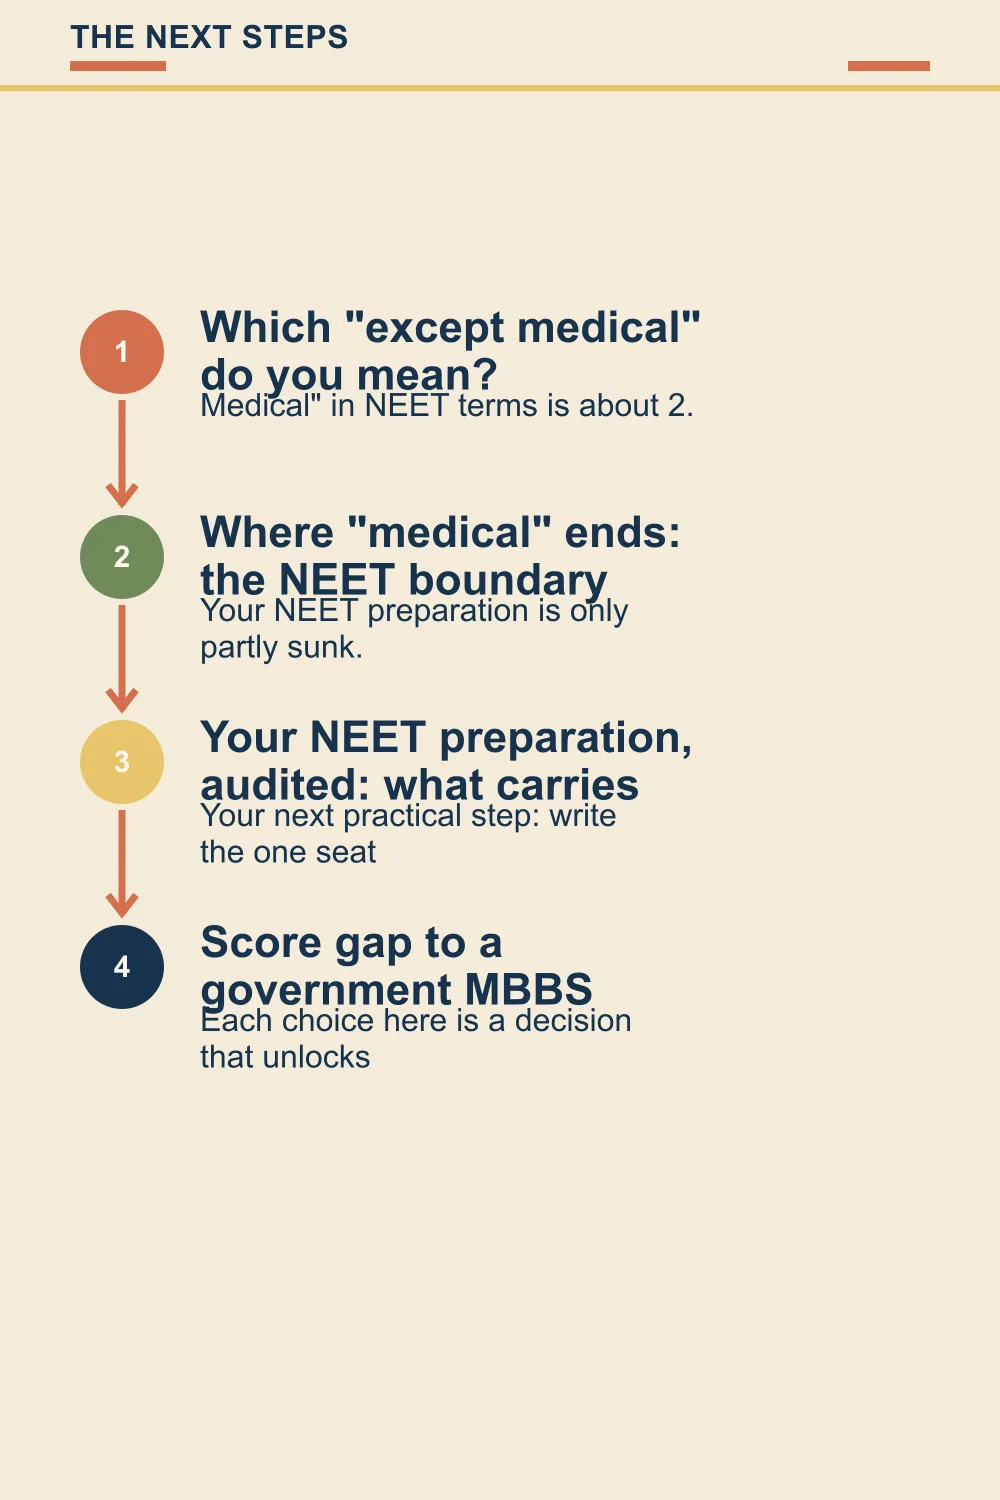 THE NEXT STEPS
1
Which "except medical"
do you mean?
Medical" in NEET terms is about 2.
2
Where "medical" ends:
the NEET boundary
Your NEET preparation is only
partly sunk.
3
Your NEET preparation,
audited: what carries
Your next practical step: write
the one seat
4
Score gap to a
government MBBS
Each choice here is a decision
that unlocks